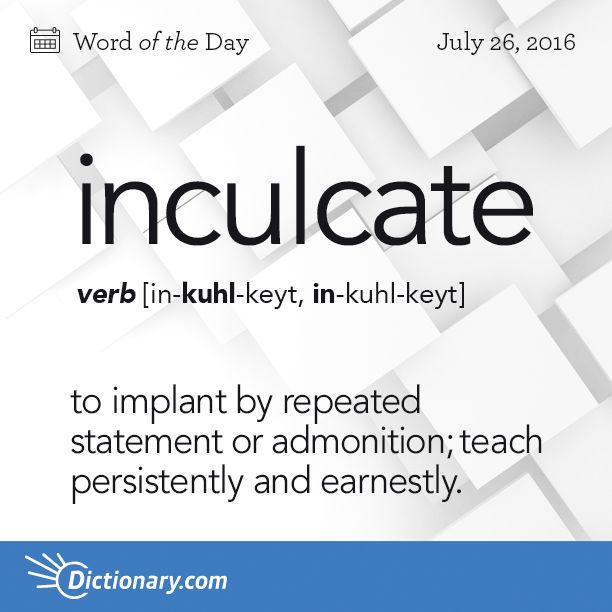 Word of the Day
July 26, 2016
inculcate
verb [in-kuhl-keyt, in-kuhl-keyt]
to implant by repeated
statement or admonition; teach
persistently and earnestly.
Dictionary.com